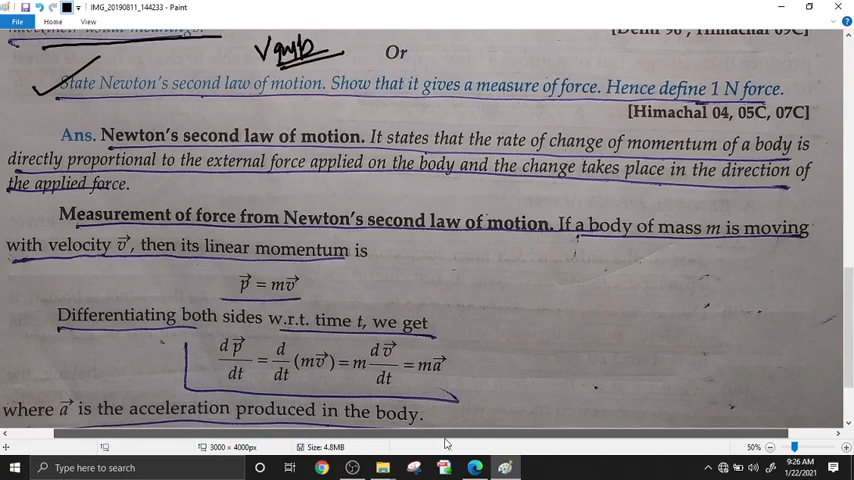 IMG_20190811_144233 - Paint
File Home View
[Delhi 98 , Himachal 09C]
Or
State Newton's second law of motion. Show that it gives a measure of force. Hence define 1 N force.
[Himachal 04, 05C, 07C]
Ans. Newton's second law of motion. It states that the rate of change of momentum of a body is
directly proportional to the external force applied on the body and the change takes place in the direction of
the applied force.
Measurement of force from Newton's second law of motion. If a body of mass m is moving
with velocity v⃗, then its linear momentum is
p⃗ = mv⃗
Differentiating both sides w.r.t. time t, we get
dp⃗/dt = d/dt (mv⃗) = m dv⃗/dt = ma⃗
where a⃗ is the acceleration produced in the body.
3000 × 4000px Size: 4.8MB 50%
Type here to search
9:26 AM
1/22/2021